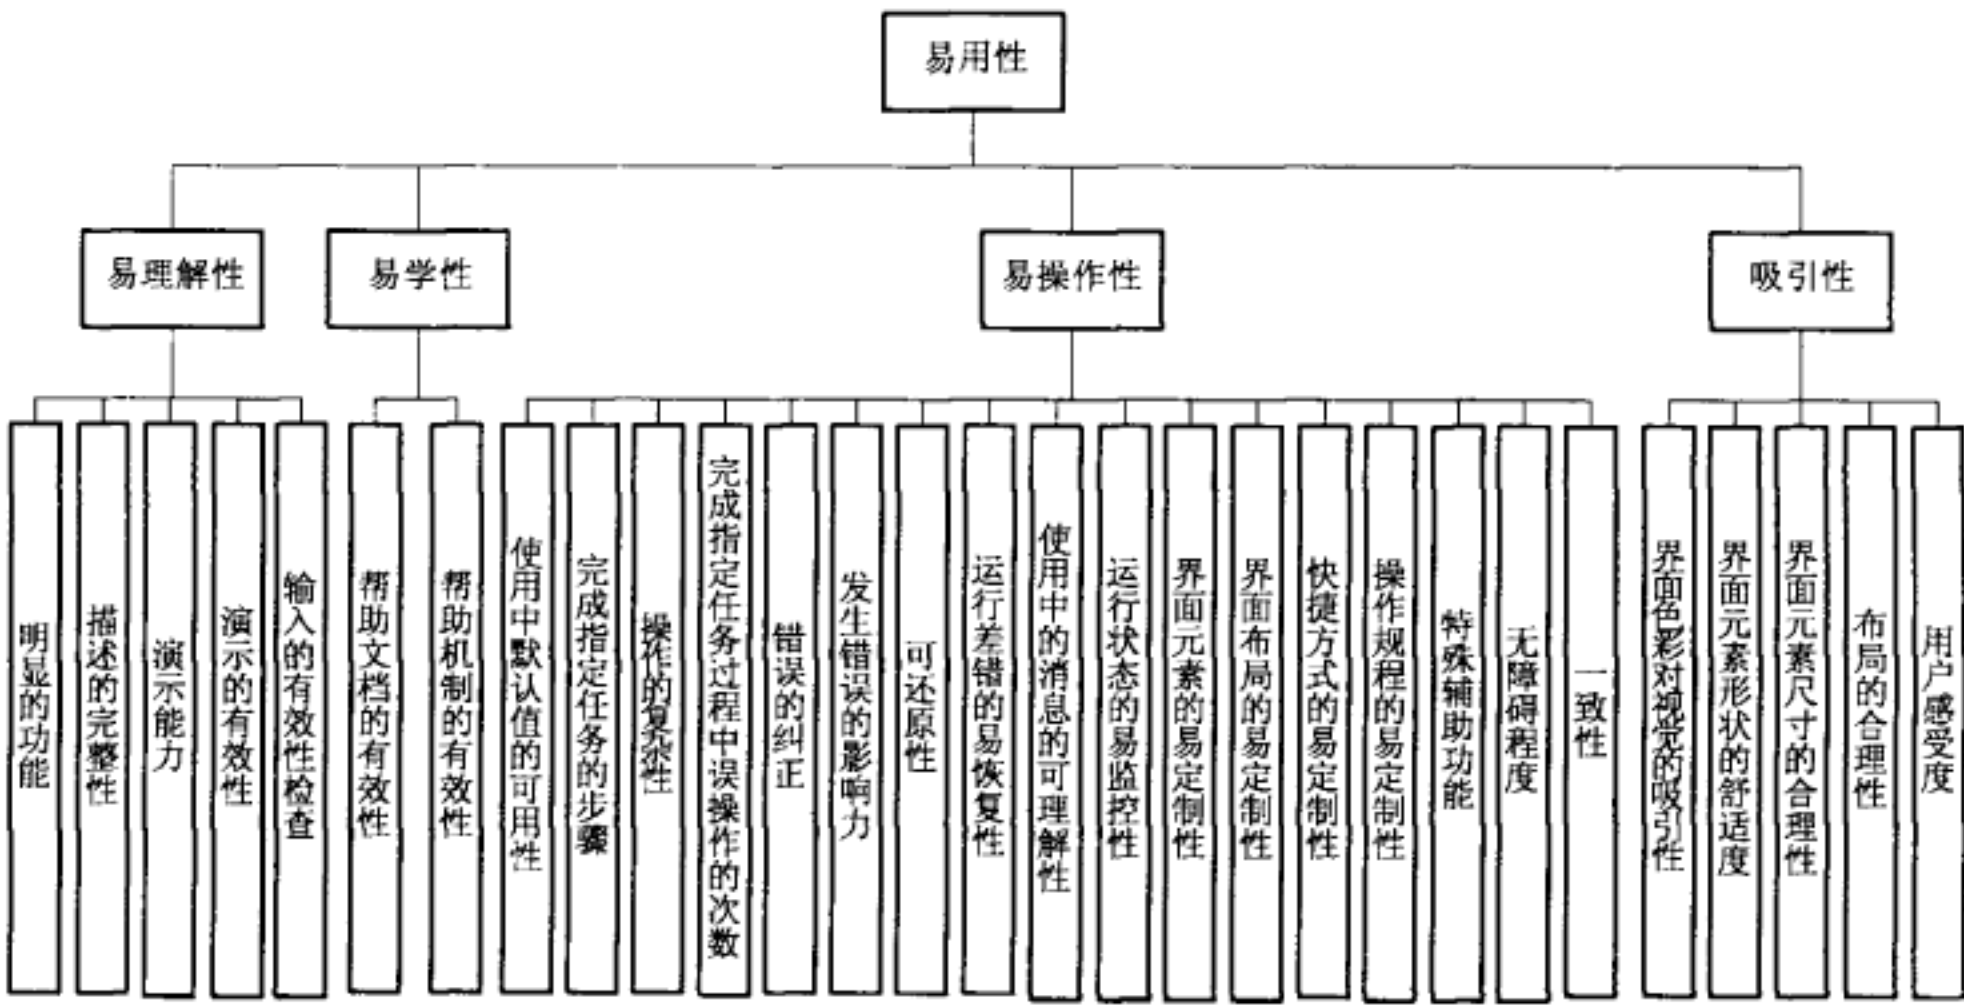 易用性
易理解性
易学性
易操作性
吸引性
明显的功能
描述的完整性
演示能力
演示的有效性
输入的有效性检查
帮助文档的有效性
帮助机制的有效性
使用中默认值的可用性
完成指定任务的步骤
操作的复杂性
完成指定任务过程中误操作的次数
错误的纠正
发生错误的影响力
可还原性
运行差错的易恢复性
使用中的消息的可理解性
运行状态的易监控性
界面元素的易定制性
界面布局的易定制性
快捷方式的易定制性
操作规程的易定制性
特殊辅助功能
无障碍程度
一致性
界面色彩对视觉的吸引性
界面元素形状的舒适度
界面元素尺寸的合理性
布局的合理性
用户感受度